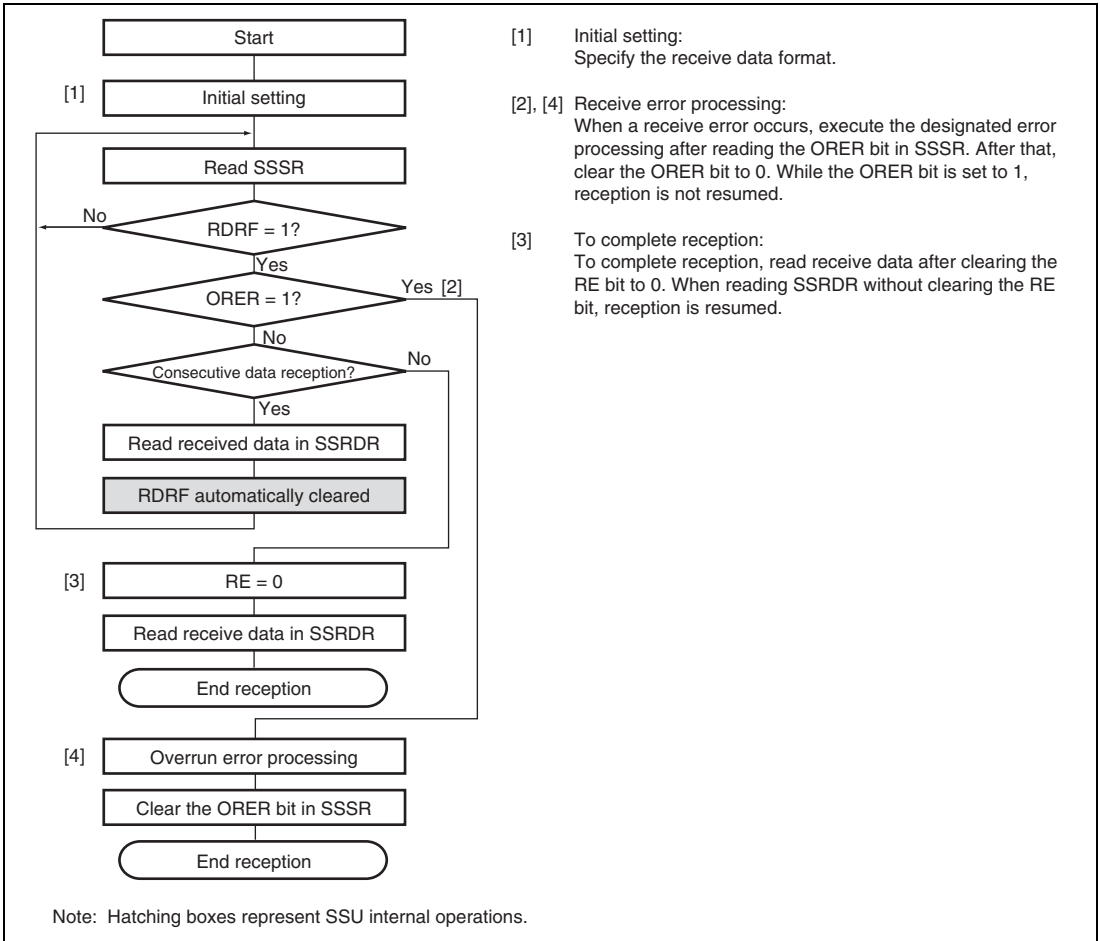 Start
[1]
Initial setting
Read SSSR
No
RDRF = 1?
Yes
ORER = 1?
Yes [2]
No
Consecutive data reception?
No
Yes
Read received data in SSRDR
RDRF automatically cleared
[3]
RE = 0
Read receive data in SSRDR
End reception
[4]
Overrun error processing
Clear the ORER bit in SSSR
End reception
[1] Initial setting:
Specify the receive data format.
[2], [4] Receive error processing:
When a receive error occurs, execute the designated error
processing after reading the ORER bit in SSSR. After that,
clear the ORER bit to 0. While the ORER bit is set to 1,
reception is not resumed.
[3] To complete reception:
To complete reception, read receive data after clearing the
RE bit to 0. When reading SSRDR without clearing the RE
bit, reception is resumed.
Note: Hatching boxes represent SSU internal operations.